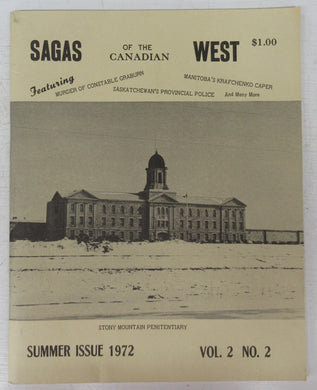 SAGAS OF THE CANADIAN WEST $1.00
Featuring
MURDER OF CONSTABLE GRABURN
MANITOBA'S KRAFCHENKO CAPER
SASKATCHEWAN'S PROVINCIAL POLICE
And Many More
STONY MOUNTAIN PENITENTIARY
SUMMER ISSUE 1972 VOL. 2 NO. 2